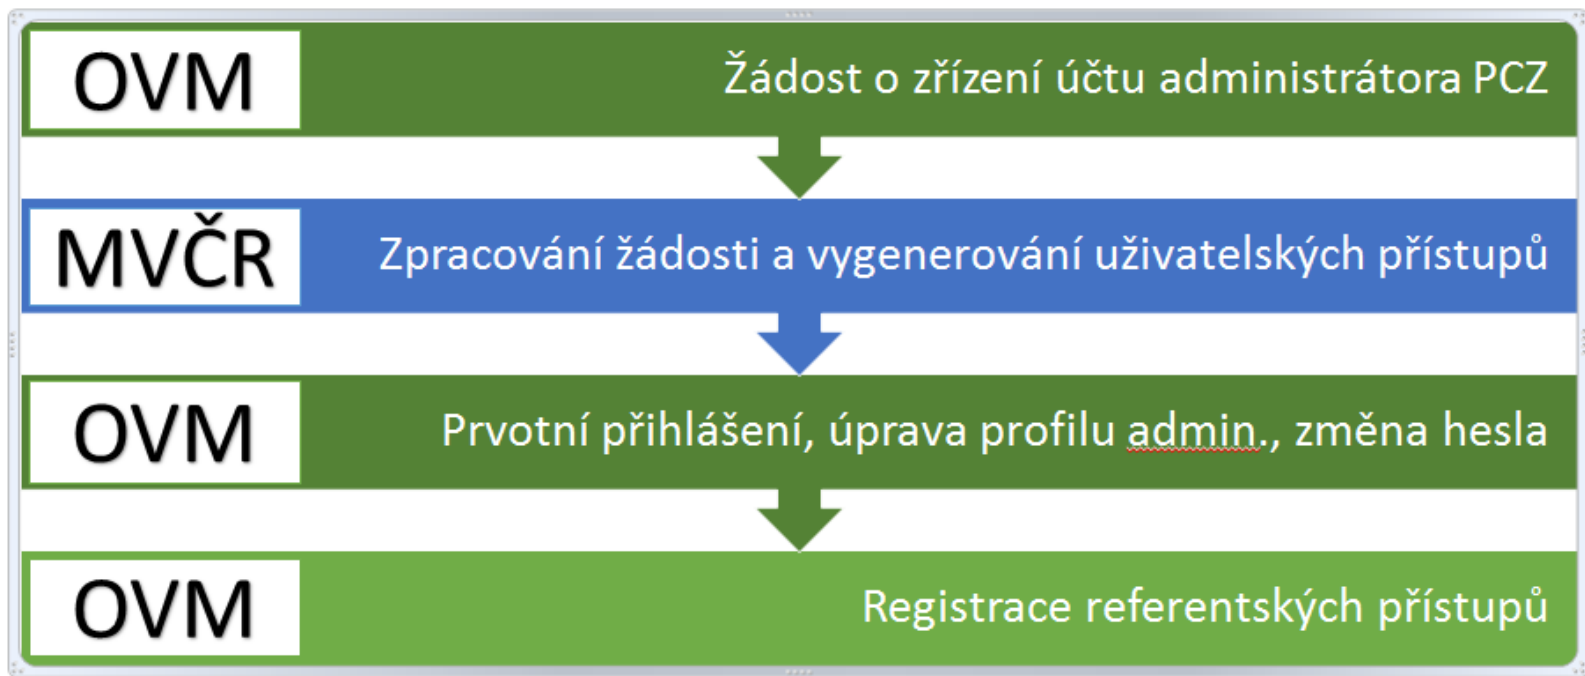 OVM Žádost o zřízení účtu administrátora PCZ
MVČR Zpracování žádosti a vygenerování uživatelských přístupů
OVM Prvotní přihlášení, úprava profilu admin., změna hesla
OVM Registrace referentských přístupů